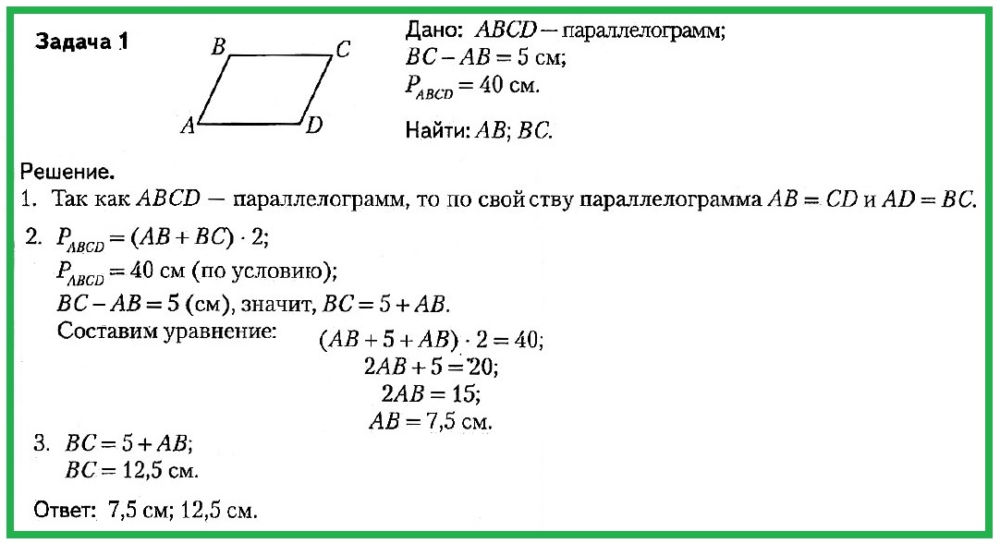 Задача 1
Дано: ABCD – параллелограмм;
BC – AB = 5 см;
P_ABCD = 40 см.
Найти: AB; BC.
B
C
A
D
Решение.
1. Так как ABCD — параллелограмм, то по свойству параллелограмма AB = CD и AD = BC.
2. P_ABCD = (AB + BC) · 2;
P_ABCD = 40 см (по условию);
BC – AB = 5 (см), значит, BC = 5 + AB.
Составим уравнение:
(AB + 5 + AB) · 2 = 40;
2AB + 5 = 20;
2AB = 15;
AB = 7,5 см.
3. BC = 5 + AB;
BC = 12,5 см.
Ответ: 7,5 см; 12,5 см.